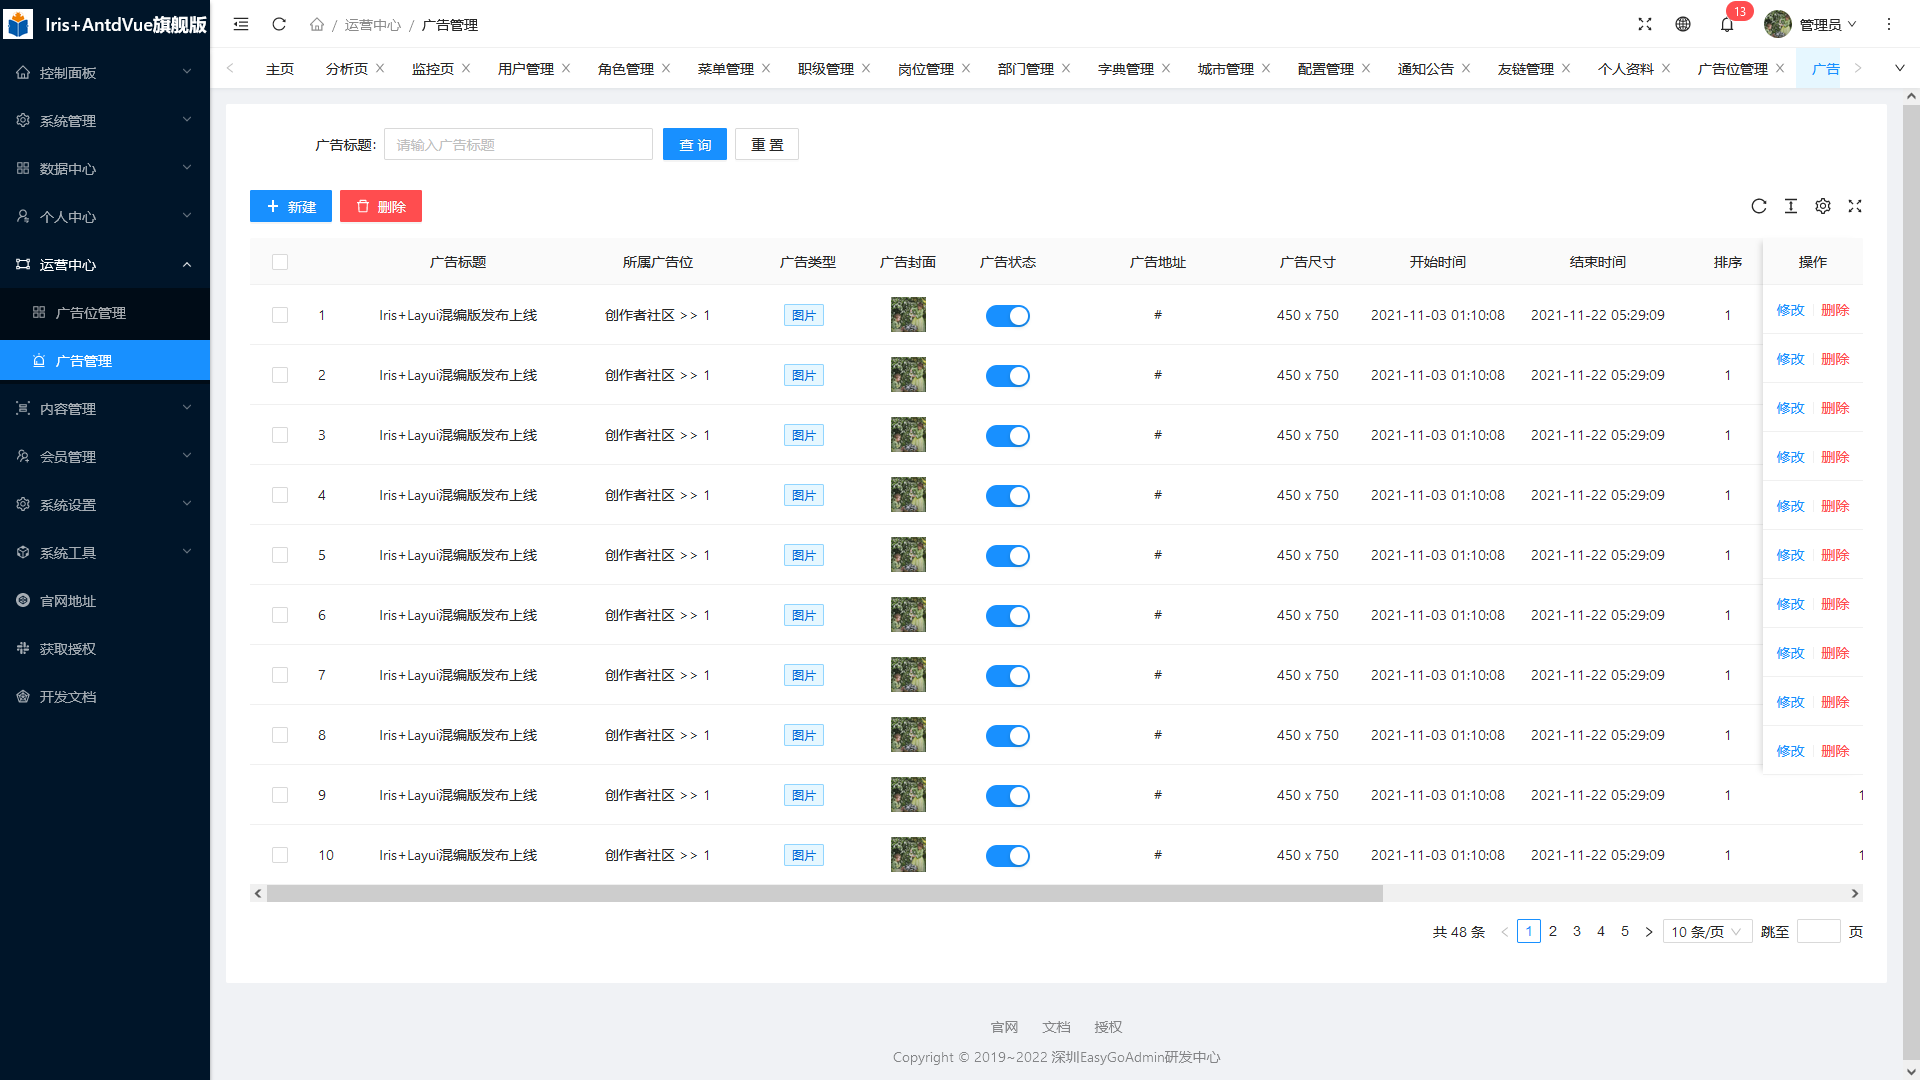 Iris+AntdVue旗舰版
控制面板
系统管理
数据中心
个人中心
运营中心
广告位管理
广告管理
内容管理
会员管理
系统设置
系统工具
官网地址
获取授权
开发文档
/ 运营中心 / 广告管理
13
管理员
主页 分析页 监控页 用户管理 角色管理 菜单管理 职级管理 岗位管理 部门管理 字典管理 城市管理 配置管理 通知公告 友链管理 个人资料 广告位管理 广告
广告标题: 请输入广告标题 查 询 重 置
新建 删除
广告标题 所属广告位 广告类型 广告封面 广告状态 广告地址 广告尺寸 开始时间 结束时间 排序 操作
1 Iris+Layui混编版发布上线 创作者社区 >> 1 图片 # 450 x 750 2021-11-03 01:10:08 2021-11-22 05:29:09 1 修改 删除
2 Iris+Layui混编版发布上线 创作者社区 >> 1 图片 # 450 x 750 2021-11-03 01:10:08 2021-11-22 05:29:09 1 修改 删除
3 Iris+Layui混编版发布上线 创作者社区 >> 1 图片 # 450 x 750 2021-11-03 01:10:08 2021-11-22 05:29:09 1 修改 删除
4 Iris+Layui混编版发布上线 创作者社区 >> 1 图片 # 450 x 750 2021-11-03 01:10:08 2021-11-22 05:29:09 1 修改 删除
5 Iris+Layui混编版发布上线 创作者社区 >> 1 图片 # 450 x 750 2021-11-03 01:10:08 2021-11-22 05:29:09 1 修改 删除
6 Iris+Layui混编版发布上线 创作者社区 >> 1 图片 # 450 x 750 2021-11-03 01:10:08 2021-11-22 05:29:09 1 修改 删除
7 Iris+Layui混编版发布上线 创作者社区 >> 1 图片 # 450 x 750 2021-11-03 01:10:08 2021-11-22 05:29:09 1 修改 删除
8 Iris+Layui混编版发布上线 创作者社区 >> 1 图片 # 450 x 750 2021-11-03 01:10:08 2021-11-22 05:29:09 1 修改 删除
9 Iris+Layui混编版发布上线 创作者社区 >> 1 图片 # 450 x 750 2021-11-03 01:10:08 2021-11-22 05:29:09 1 1 修改 删除
10 Iris+Layui混编版发布上线 创作者社区 >> 1 图片 # 450 x 750 2021-11-03 01:10:08 2021-11-22 05:29:09 1 1 修改 删除
共 48 条 1 2 3 4 5 10 条/页 跳至 页
官网 文档 授权
Copyright © 2019~2022 深圳EasyGoAdmin研发中心